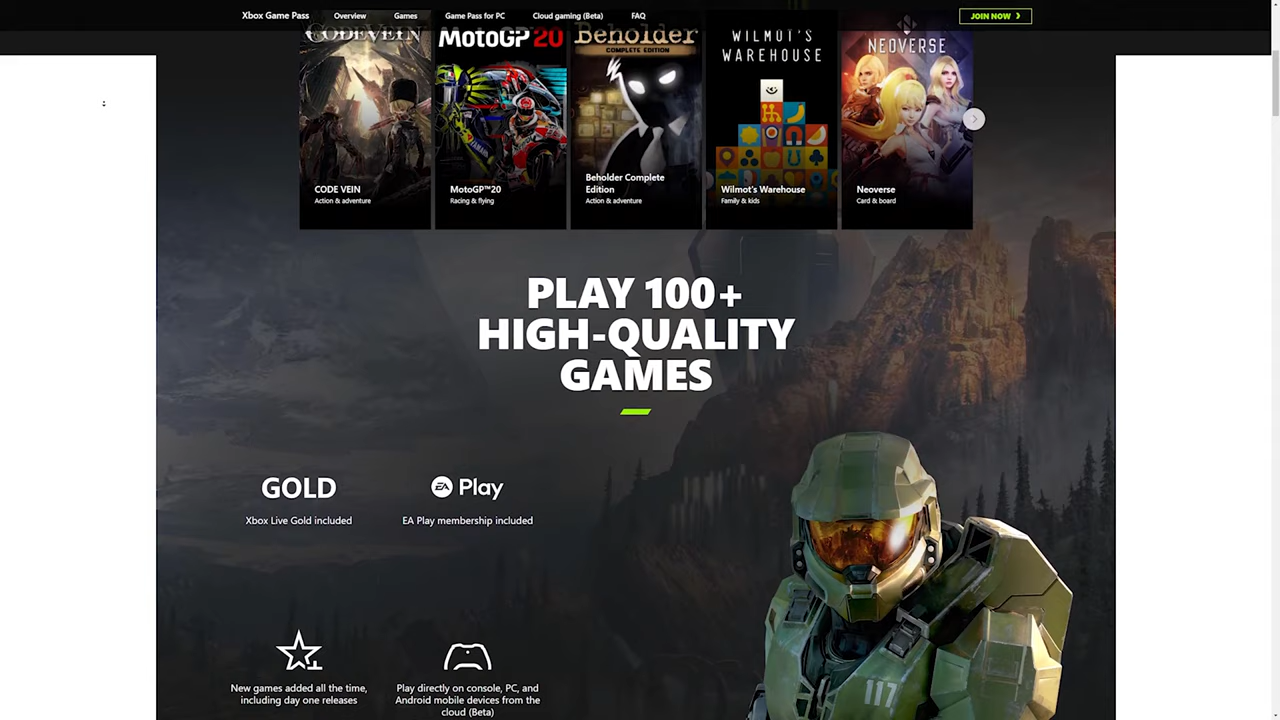 Xbox Game Pass Overview Games Game Pass for PC Cloud gaming (Beta) FAQ JOIN NOW
CODE VEIN
MotoGP 20
Beholder
COMPLETE EDITION
WILMOT'S
WAREHOUSE
NEOVERSE
YAMAHA
CODE VEIN
Action & adventure
MotoGP™20
Racing & flying
Beholder Complete
Edition
Action & adventure
Wilmot's Warehouse
Family & kids
Neoverse
Card & board
PLAY 100+
HIGH-QUALITY
GAMES
GOLD
Xbox Live Gold included
EA Play
EA Play membership included
New games added all the time,
including day one releases
Play directly on console, PC, and
Android mobile devices from the
cloud (Beta)
117